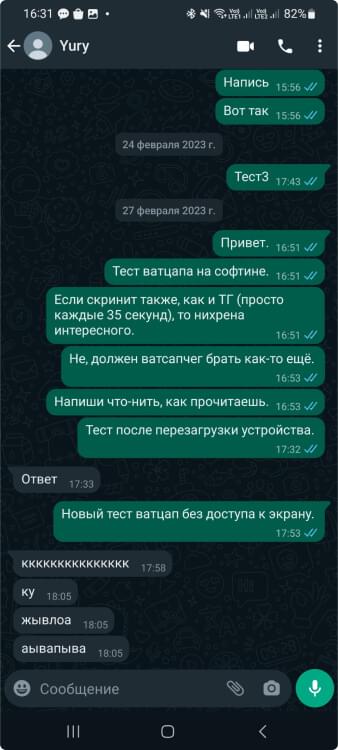 16:31 82%
Yury
Напись 15:56
Вот так 15:56
24 февраля 2023 г.
Тест3 17:43
27 февраля 2023 г.
Привет. 16:51
Тест ватцапа на софтине. 16:51
Если скринит также, как и ТГ (просто
каждые 35 секунд), то нихрена
интересного. 16:51
Не, должен ватсапчег брать как-то ещё.
16:53
Напиши что-нить, как прочитаешь. 16:53
Тест после перезагрузки устройства.
17:32
Ответ 17:33
Новый тест ватцап без доступа к экрану.
17:53
ккккккккккккккк 17:58
ку 18:05
жывлоа 18:05
аывапыва 18:05
Сообщение